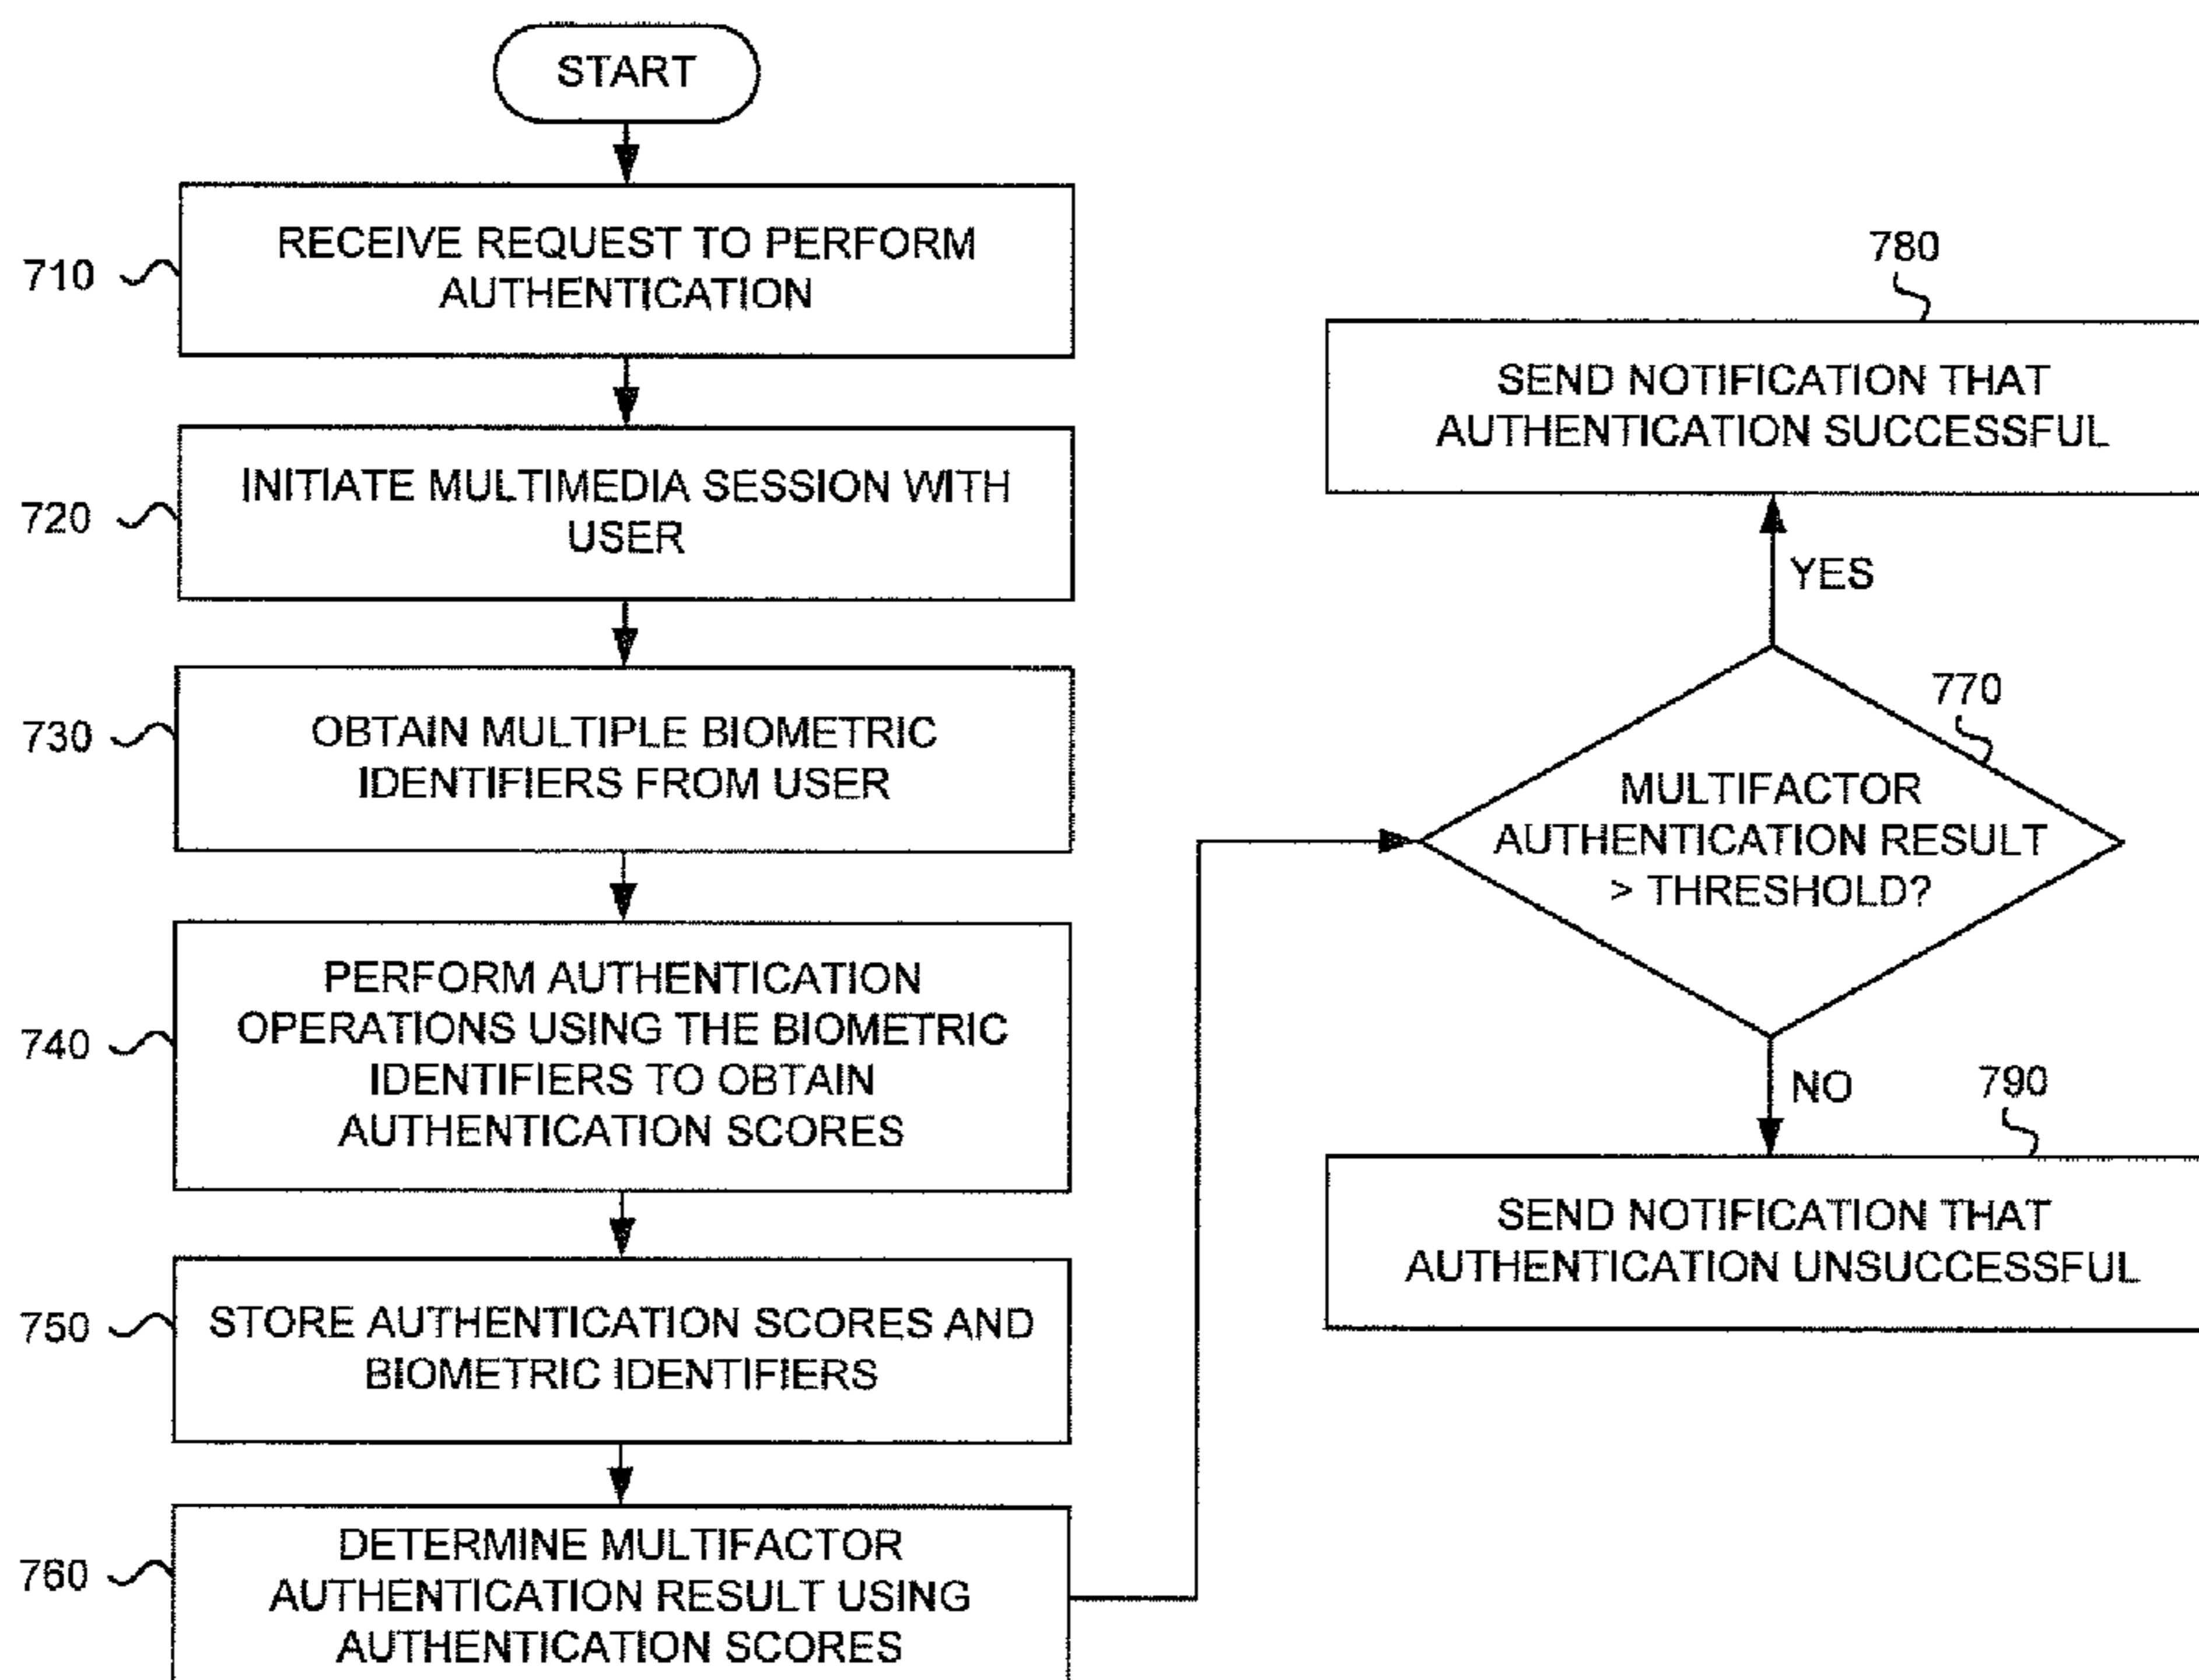 START
710
RECEIVE REQUEST TO PERFORM
AUTHENTICATION
720
INITIATE MULTIMEDIA SESSION WITH
USER
730
OBTAIN MULTIPLE BIOMETRIC
IDENTIFIERS FROM USER
740
PERFORM AUTHENTICATION
OPERATIONS USING THE BIOMETRIC
IDENTIFIERS TO OBTAIN
AUTHENTICATION SCORES
750
STORE AUTHENTICATION SCORES AND
BIOMETRIC IDENTIFIERS
760
DETERMINE MULTIFACTOR
AUTHENTICATION RESULT USING
AUTHENTICATION SCORES
780
SEND NOTIFICATION THAT
AUTHENTICATION SUCCESSFUL
YES
770
MULTIFACTOR
AUTHENTICATION RESULT
> THRESHOLD?
NO
790
SEND NOTIFICATION THAT
AUTHENTICATION UNSUCCESSFUL